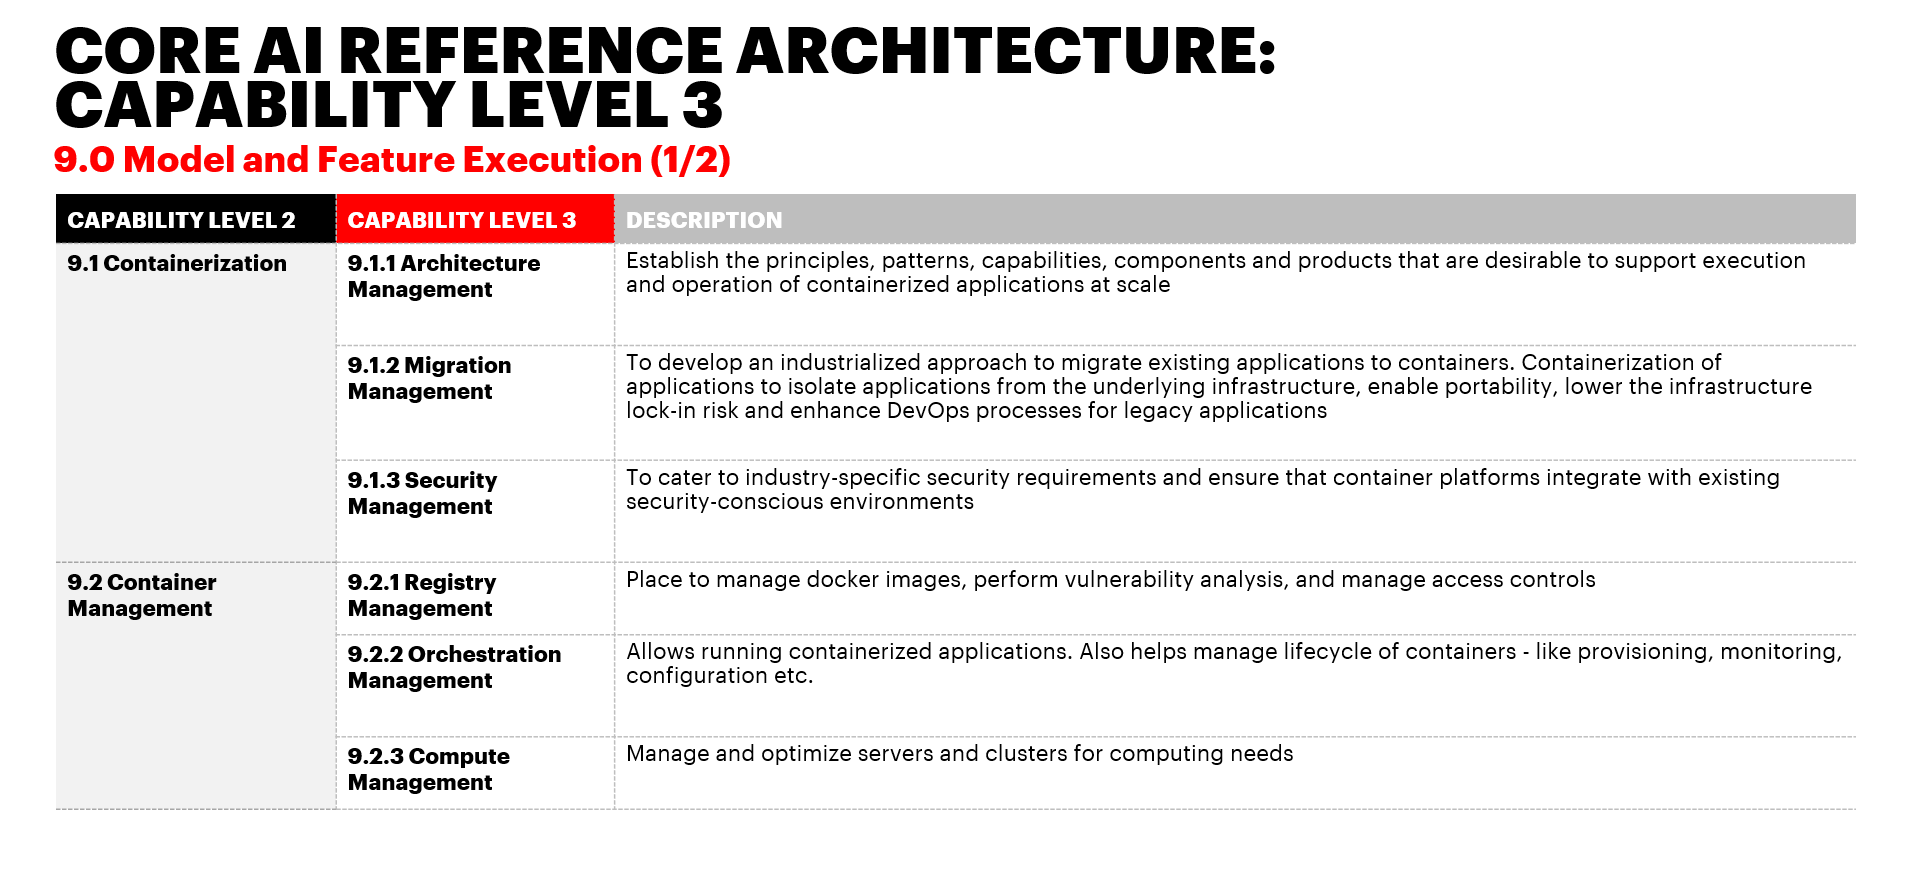 CORE AI REFERENCE ARCHITECTURE:
CAPABILITY LEVEL 3
9.0 Model and Feature Execution (1/2)
CAPABILITY LEVEL 2
CAPABILITY LEVEL 3
DESCRIPTION
9.1 Containerization
9.1.1 Architecture
Management
Establish the principles, patterns, capabilities, components and products that are desirable to support execution
and operation of containerized applications at scale
9.1.2 Migration
Management
To develop an industrialized approach to migrate existing applications to containers. Containerization of
applications to isolate applications from the underlying infrastructure, enable portability, lower the infrastructure
lock-in risk and enhance DevOps processes for legacy applications
9.1.3 Security
Management
To cater to industry-specific security requirements and ensure that container platforms integrate with existing
security-conscious environments
9.2 Container
Management
9.2.1 Registry
Management
Place to manage docker images, perform vulnerability analysis, and manage access controls
9.2.2 Orchestration
Management
Allows running containerized applications. Also helps manage lifecycle of containers - like provisioning, monitoring,
configuration etc.
9.2.3 Compute
Management
Manage and optimize servers and clusters for computing needs